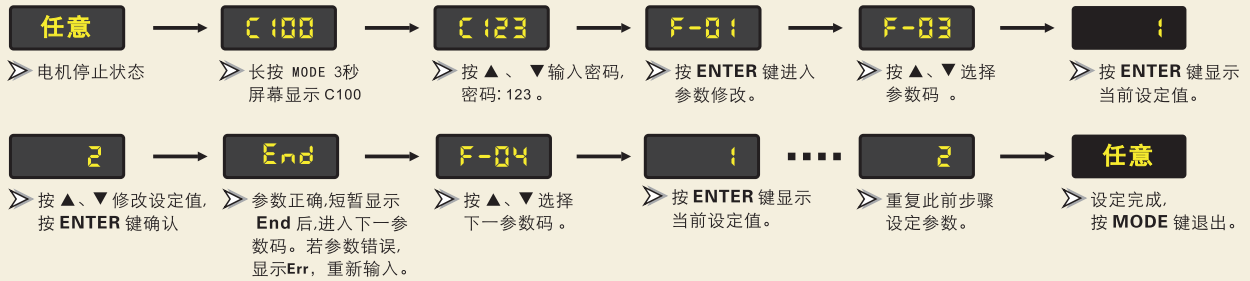 任意
C100
C123
F-01
F-03
1
电机停止状态
长按 MODE 3秒
屏幕显示 C100
按 ▲ 、 ▼输入密码,
密码: 123 。
按 ENTER 键进入
参数修改。
按 ▲、▼ 选择
参数码 。
按 ENTER 键显示
当前设定值。
2
End
F-04
1
2
任意
按 ▲、▼ 修改设定值,
按 ENTER 键确认
参数正确,短暂显示
End 后,进入下一参
数码。若参数错误,
显示Err，重新输入。
按 ▲、▼ 选择
下一参数码 。
按 ENTER 键显示
当前设定值。
重复此前步骤
设定参数。
设定完成,
按 MODE 键退出。